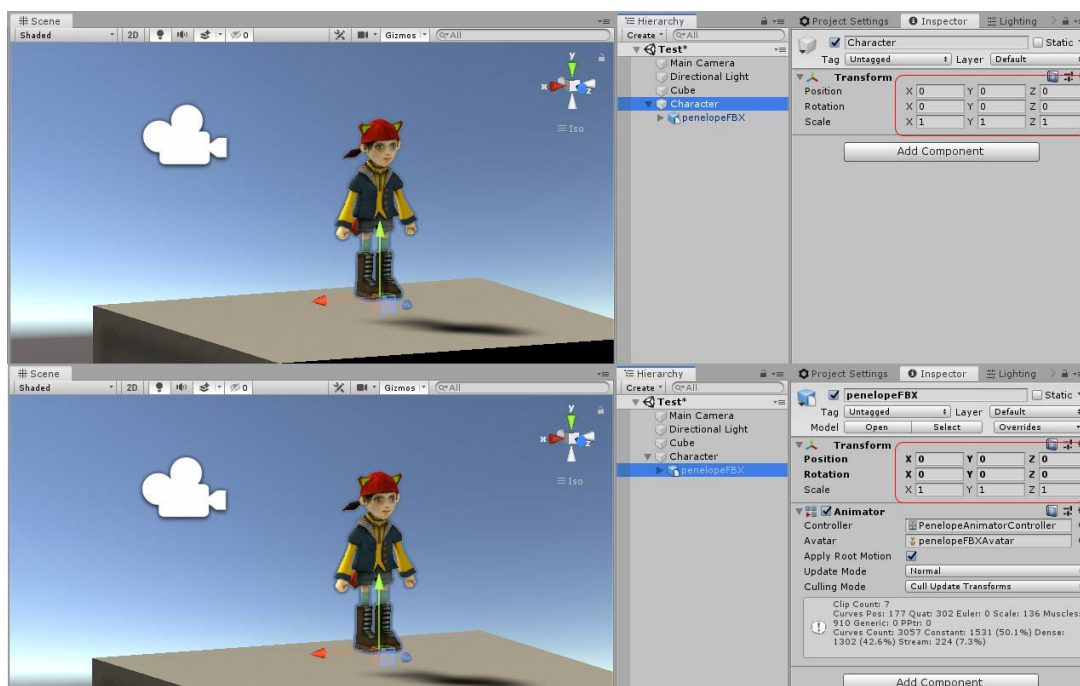 Scene
Shaded 2D 0 Gizmos All
y
x z
Iso
Hierarchy
Create All
Test*
Main Camera
Directional Light
Cube
Character
penelopeFBX
Project Settings Inspector Lighting
Character Static
Tag Untagged Layer Default
Transform
Position X 0 Y 0 Z 0
Rotation X 0 Y 0 Z 0
Scale X 1 Y 1 Z 1
Add Component
Scene
Shaded 2D 0 Gizmos All
y
x z
Iso
Hierarchy
Create All
Test*
Main Camera
Directional Light
Cube
Character
penelopeFBX
Project Settings Inspector Lighting
penelopeFBX Static
Tag Untagged Layer Default
Model Open Select Overrides
Transform
Position X 0 Y 0 Z 0
Rotation X 0 Y 0 Z 0
Scale X 1 Y 1 Z 1
Animator
Controller PenelopeAnimatorController
Avatar penelopeFBXAvatar
Apply Root Motion
Update Mode Normal
Culling Mode Cull Update Transforms
Clip Count: 7
Curves Pos: 177 Quat: 302 Euler: 0 Scale: 136 Muscles:
910 Generic: 0 PPtr: 0
Curves Count: 3057 Constant: 1531 (50.1%) Dense:
1302 (42.6%) Stream: 224 (7.3%)
Add Component